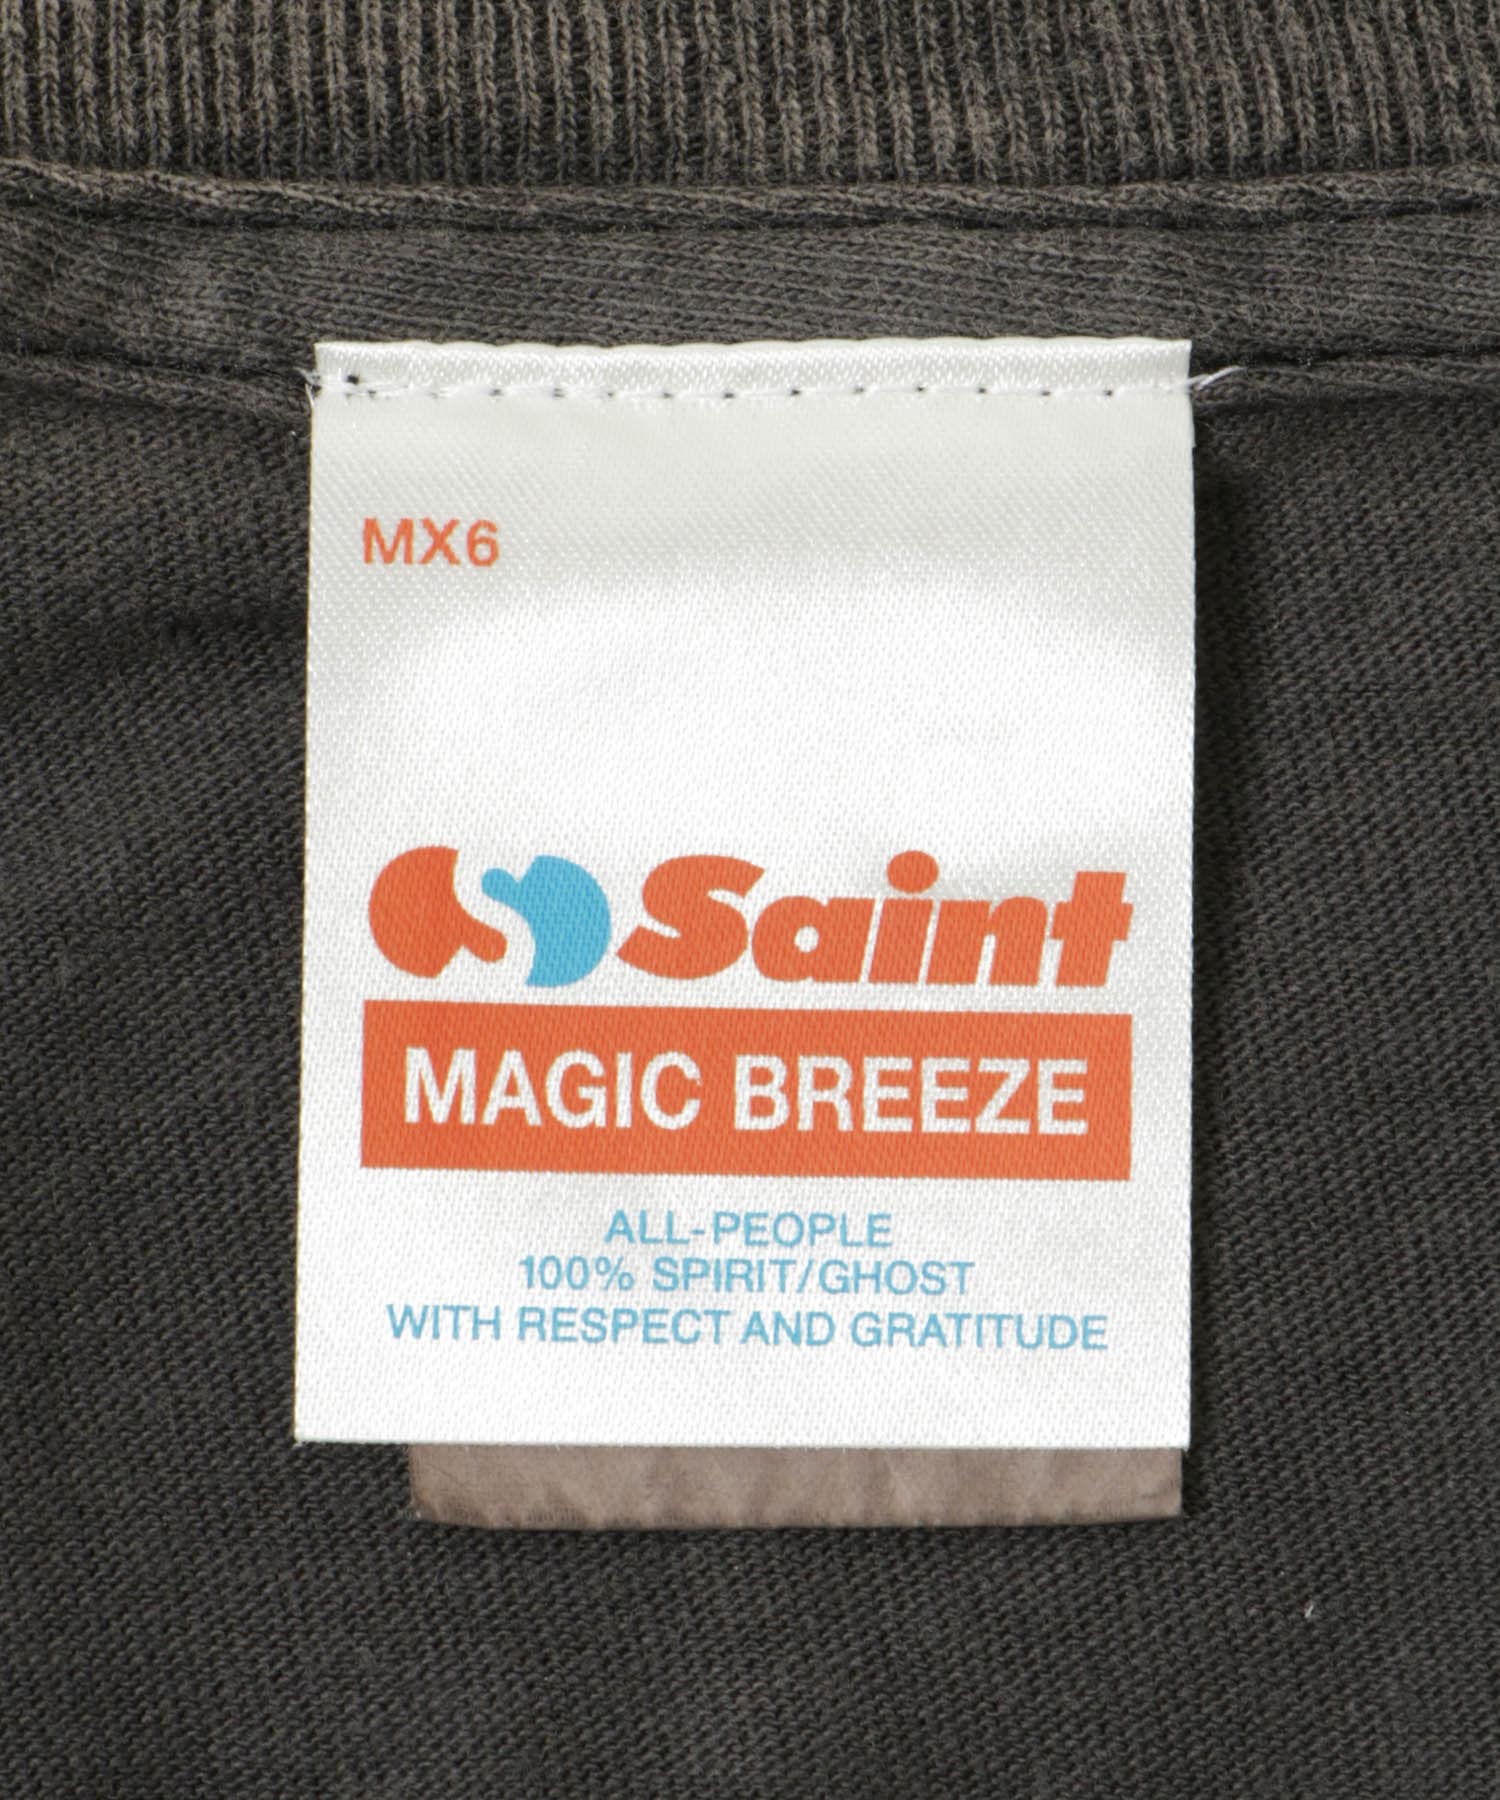 MX6
Saint
MAGIC BREEZE
ALL-PEOPLE
100% SPIRIT/GHOST
WITH RESPECT AND GRATITUDE